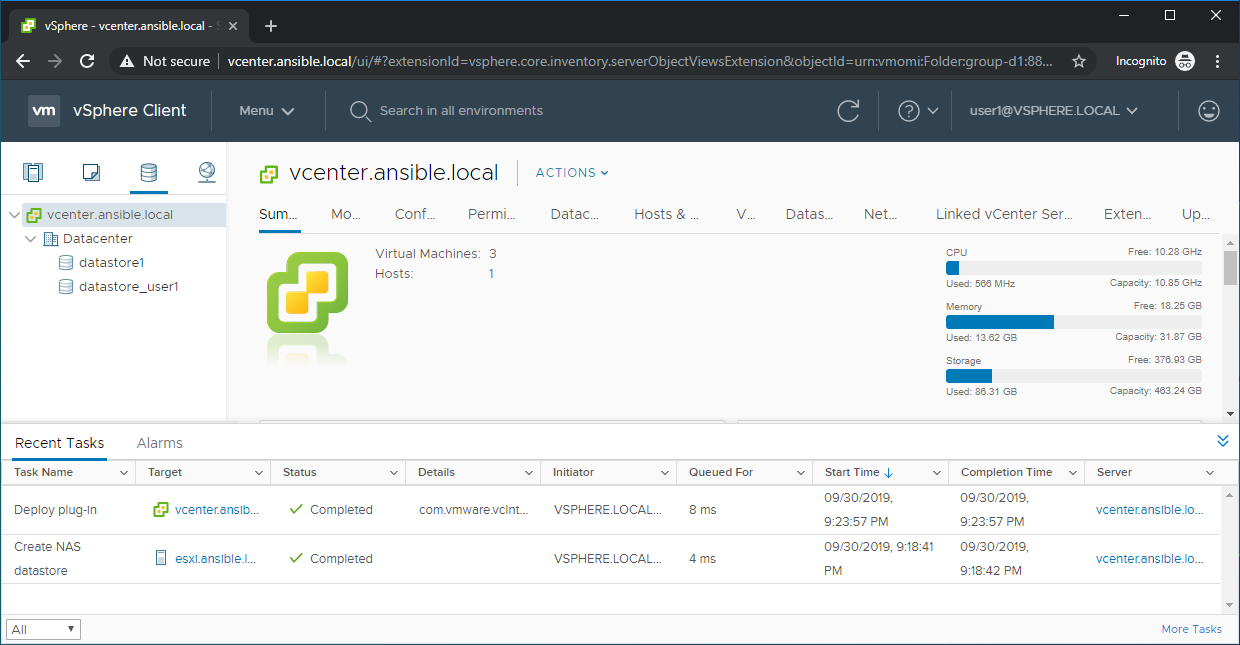 vSphere - vcenter.ansible.local - S
Not secure
vcenter.ansible.local/ui/#?extensionId=vsphere.core.inventory.serverObjectViewsExtension&objectId=urn:vmomi:Folder:group-d1:88...
Incognito
vm vSphere Client
Menu
Search in all environments
user1@VSPHERE.LOCAL
vcenter.ansible.local
Datacenter
datastore1
datastore_user1
vcenter.ansible.local
ACTIONS
Sum... Mo... Conf... Permi... Datac... Hosts & ... V... Datas... Net... Linked vCenter Ser... Exten... Up...
Virtual Machines: 3
Hosts: 1
CPU Free: 10.28 GHz
Used: 566 MHz Capacity: 10.85 GHz
Memory Free: 18.25 GB
Used: 13.62 GB Capacity: 31.87 GB
Storage Free: 376.93 GB
Used: 86.31 GB Capacity: 463.24 GB
Recent Tasks Alarms
Task Name Target Status Details Initiator Queued For Start Time Completion Time Server
Deploy plug-in vcenter.ansib... Completed com.vmware.vcInt... VSPHERE.LOCAL... 8 ms 09/30/2019, 9:23:57 PM 09/30/2019, 9:23:57 PM vcenter.ansible.lo...
Create NAS datastore esxi.ansible.l... Completed VSPHERE.LOCAL... 4 ms 09/30/2019, 9:18:41 PM 09/30/2019, 9:18:42 PM vcenter.ansible.lo...
All
More Tasks